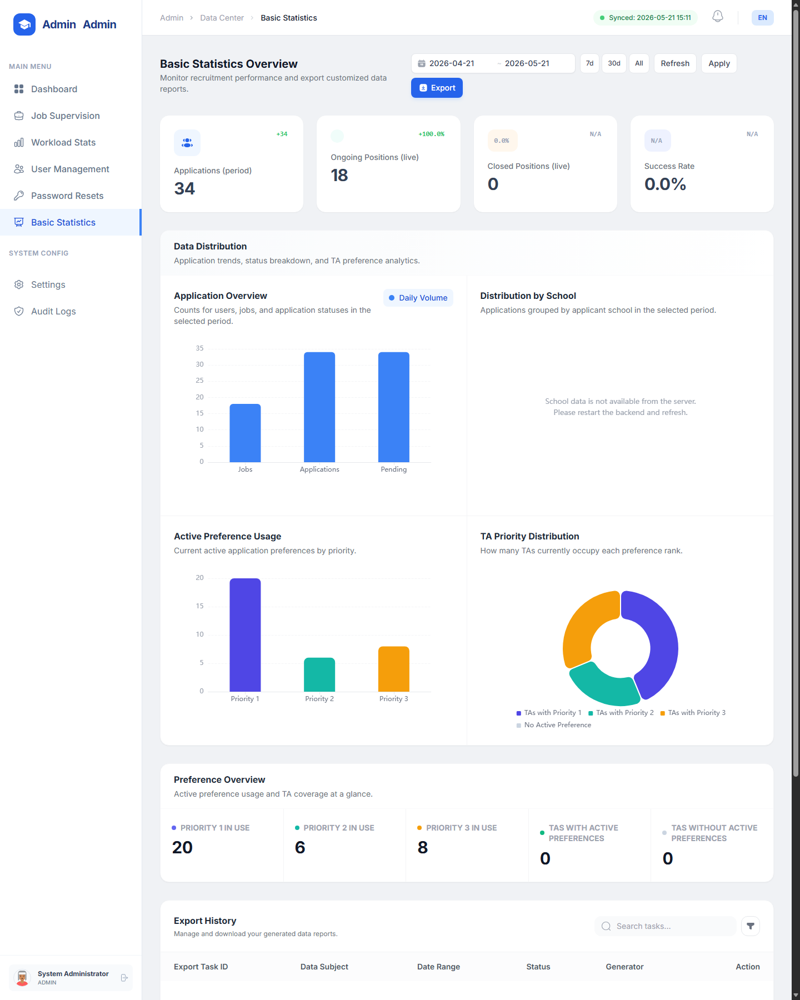 Admin Admin
MAIN MENU
Dashboard
Job Supervision
Workload Stats
User Management
Password Resets
Basic Statistics
SYSTEM CONFIG
Settings
Audit Logs
System Administrator
ADMIN
Admin > Data Center > Basic Statistics
Synced: 2026-05-21 15:11
EN
Basic Statistics Overview
Monitor recruitment performance and export customized data
reports.
2026-04-21 ~ 2026-05-21
7d
30d
All
Refresh
Apply
Export
+34
Applications (period)
34
+100.0%
Ongoing Positions (live)
18
0.0%
N/A
Closed Positions (live)
0
N/A
N/A
Success Rate
0.0%
Data Distribution
Application trends, status breakdown, and TA preference analytics.
Application Overview
Counts for users, jobs, and application statuses in the
selected period.
Daily Volume
35
30
25
20
15
10
5
0
Jobs
Applications
Pending
Distribution by School
Applications grouped by applicant school in the selected period.
School data is not available from the server.
Please restart the backend and refresh.
Active Preference Usage
Current active application preferences by priority.
20
15
10
5
0
Priority 1
Priority 2
Priority 3
TA Priority Distribution
How many TAs currently occupy each preference rank.
TAs with Priority 1
TAs with Priority 2
TAs with Priority 3
No Active Preference
Preference Overview
Active preference usage and TA coverage at a glance.
PRIORITY 1 IN USE
20
PRIORITY 2 IN USE
6
PRIORITY 3 IN USE
8
TAS WITH ACTIVE
PREFERENCES
0
TAS WITHOUT ACTIVE
PREFERENCES
0
Export History
Manage and download your generated data reports.
Search tasks...
Export Task ID
Data Subject
Date Range
Status
Generator
Action